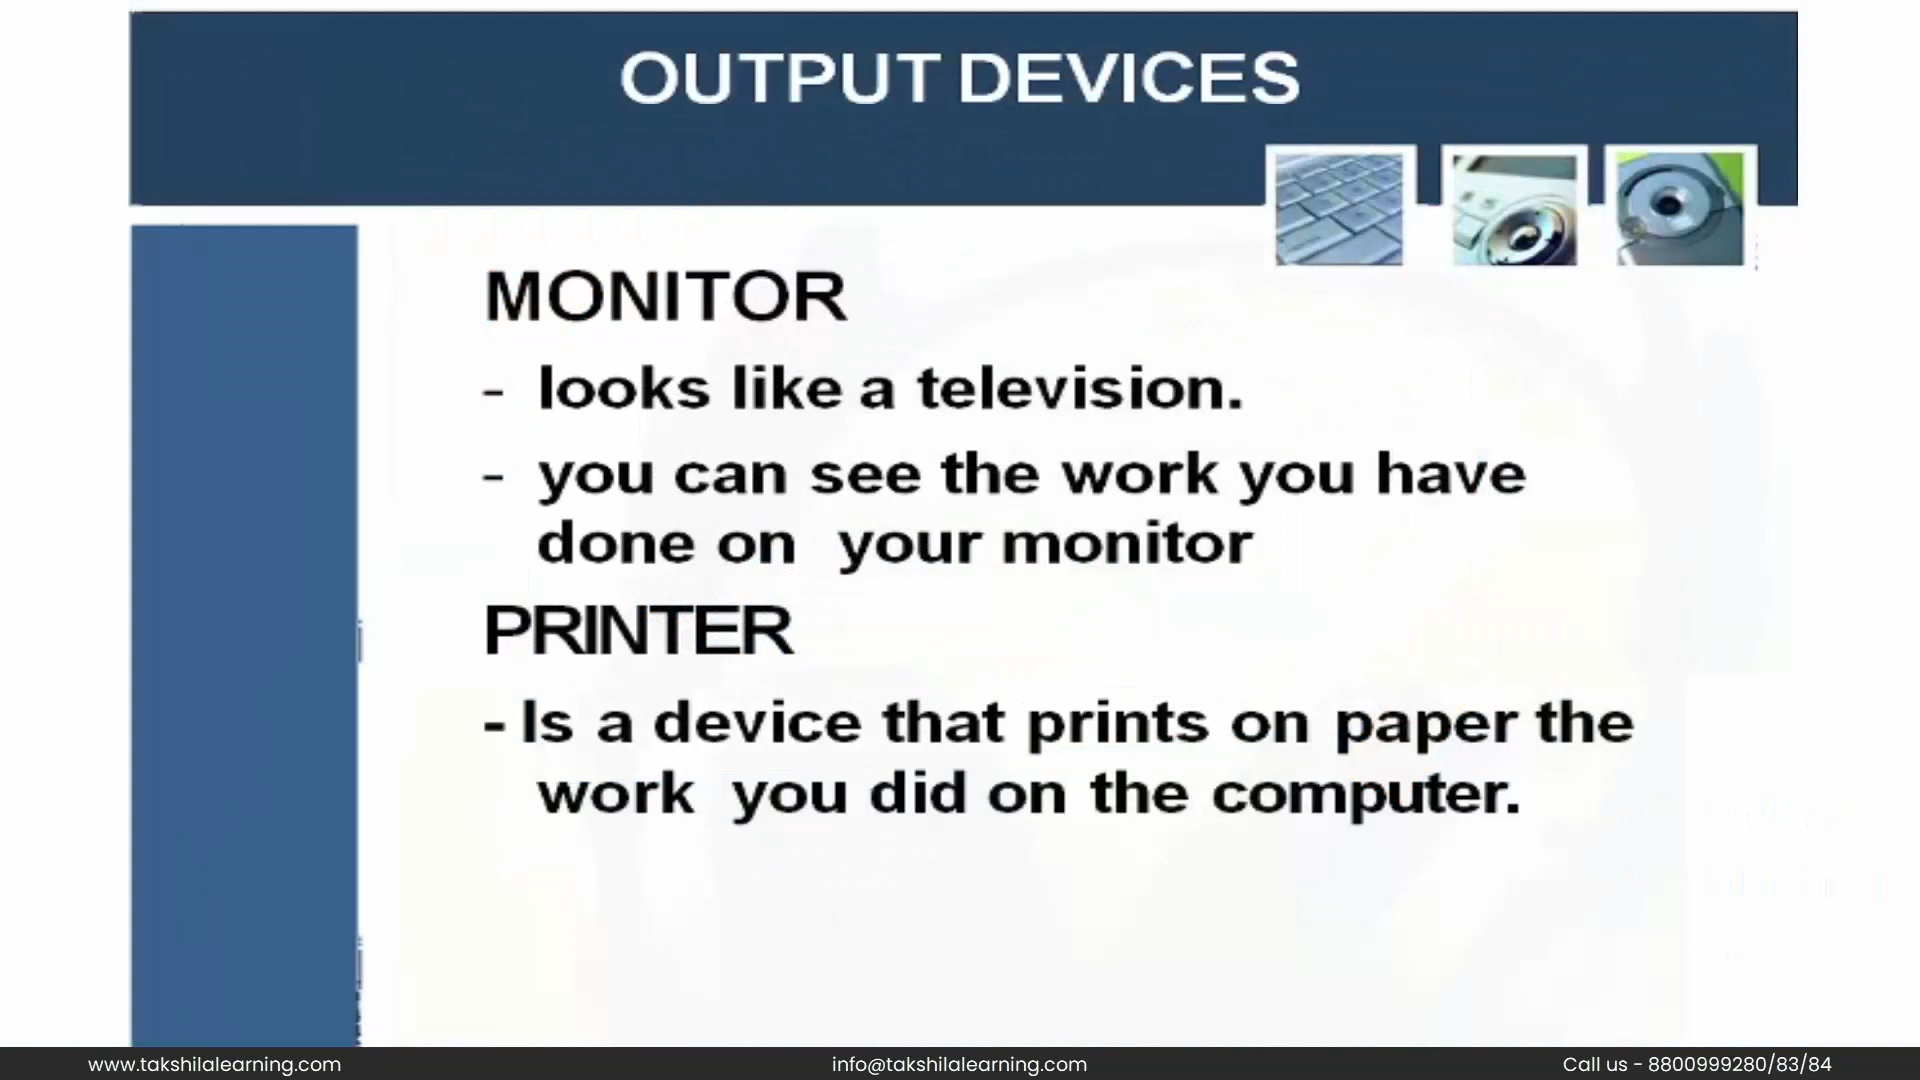 OUTPUT DEVICES
MONITOR
- looks like a television.
- you can see the work you have
done on your monitor
PRINTER
- Is a device that prints on paper the
work you did on the computer.
www.takshilalearning.com
info@takshilalearning.com
Call us - 8800999280/83/84